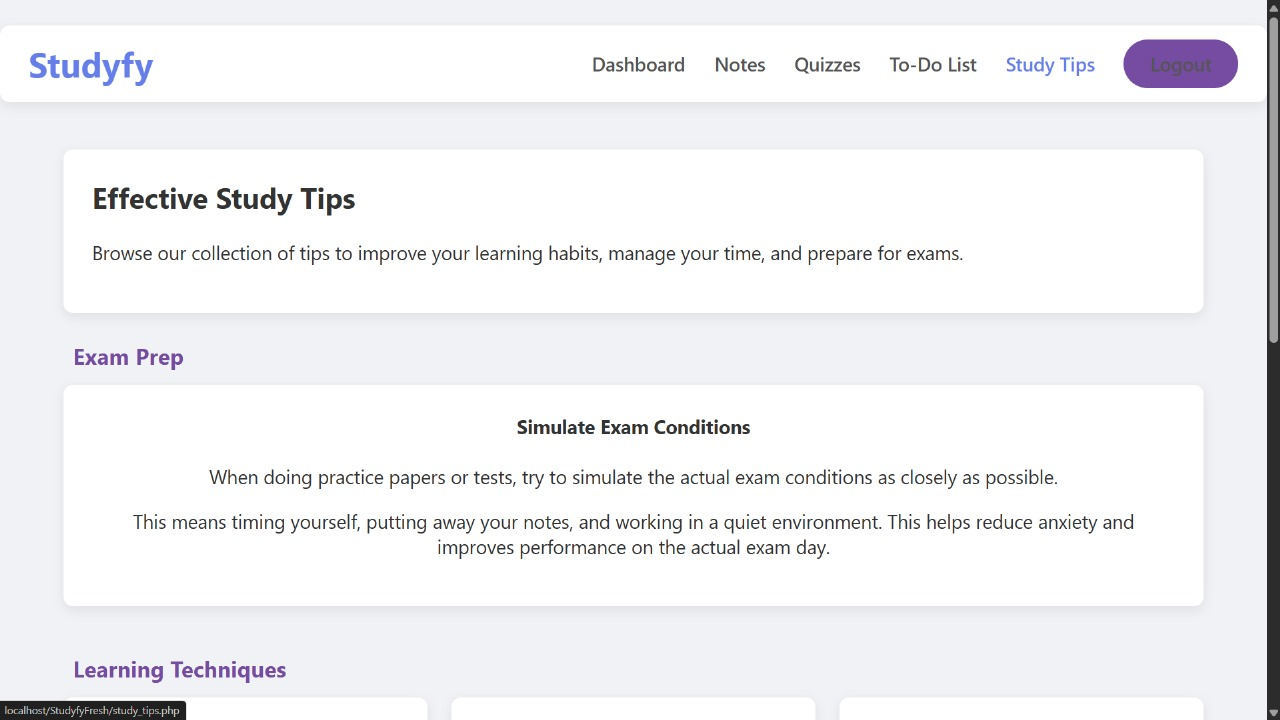 Studyfy
Dashboard
Notes
Quizzes
To-Do List
Study Tips
Logout
Effective Study Tips
Browse our collection of tips to improve your learning habits, manage your time, and prepare for exams.
Exam Prep
Simulate Exam Conditions
When doing practice papers or tests, try to simulate the actual exam conditions as closely as possible.
This means timing yourself, putting away your notes, and working in a quiet environment. This helps reduce anxiety and
improves performance on the actual exam day.
Learning Techniques
localhost/StudyfyFresh/study_tips.php